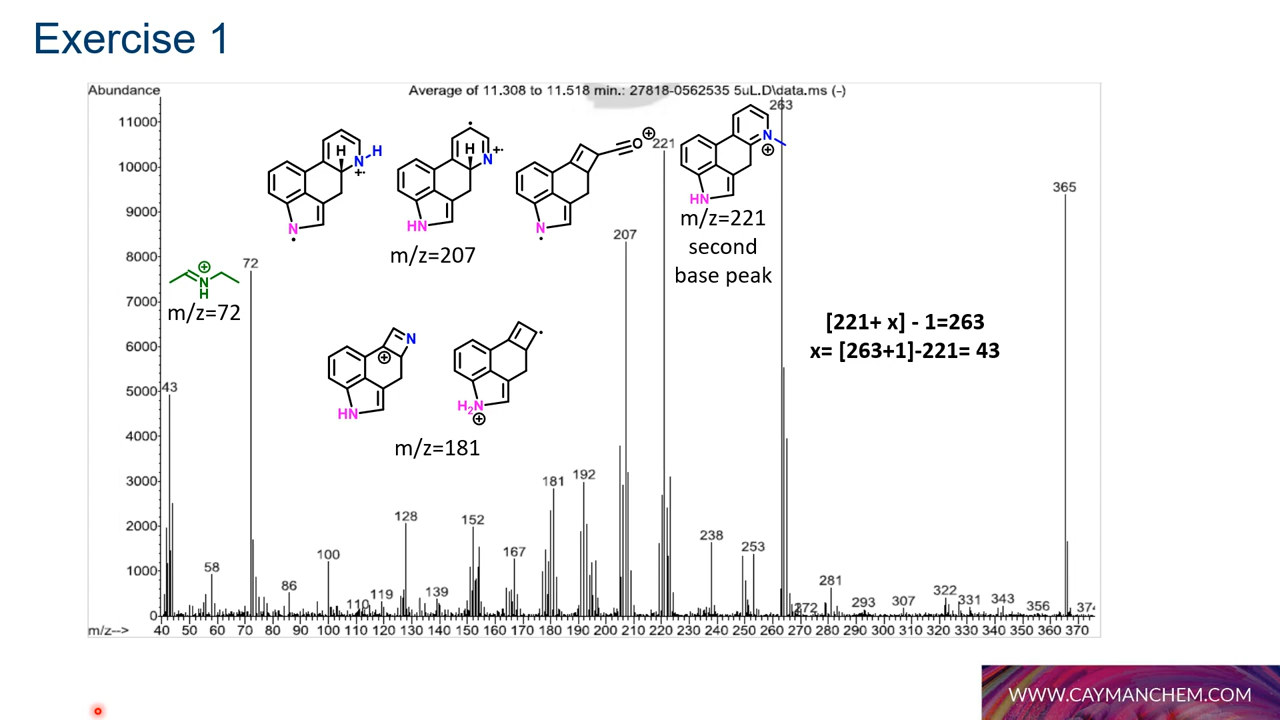 Exercise 1
Abundance
Average of 11.308 to 11.518 min.: 27818-0562535 5uL.D\data.ms (-)
263
11000
10000
9000
8000
7000
6000
5000
4000
3000
2000
1000
0
H
N-H
+·
N
·
H
N
+·
HN
O
+
N
·
221
N
+
HN
m/z=221
second
base peak
365
207
m/z=207
72
+
N
H
m/z=72
[221+ x] - 1=263
x= [263+1]-221= 43
43
N
+
HN
H2N
+
m/z=181
181
192
128
152
167
238
253
58
86
100
110
119
139
272
281
293
307
322
331
343
356
374
m/z-->
40 50 60 70 80 90 100 110 120 130 140 150 160 170 180 190 200 210 220 230 240 250 260 270 280 290 300 310 320 330 340 350 360 370
WWW.CAYMANCHEM.COM